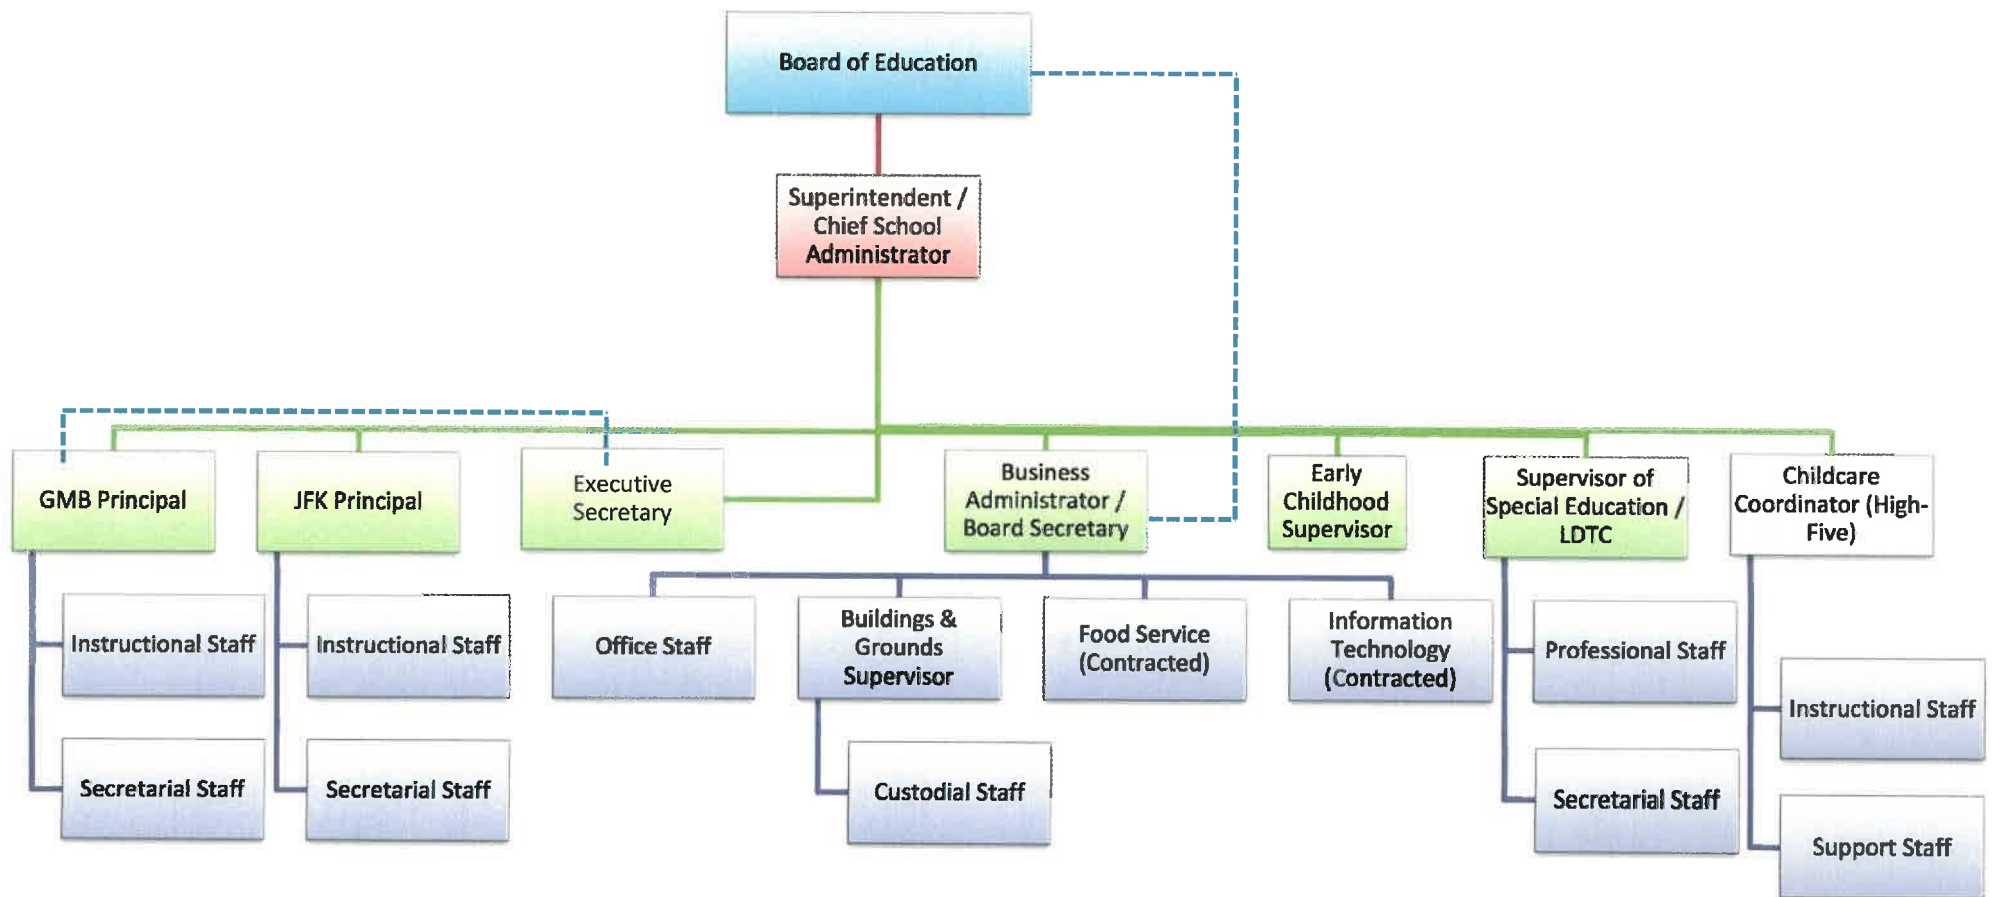 Board of Education
Superintendent /
Chief School
Administrator
GMB Principal
JFK Principal
Executive
Secretary
Business
Administrator /
Board Secretary
Early
Childhood
Supervisor
Supervisor of
Special Education /
LDTC
Childcare
Coordinator (High-
Five)
Instructional Staff
Instructional Staff
Office Staff
Buildings &
Grounds
Supervisor
Food Service
(Contracted)
Information
Technology
(Contracted)
Professional Staff
Instructional Staff
Secretarial Staff
Secretarial Staff
Custodial Staff
Secretarial Staff
Support Staff